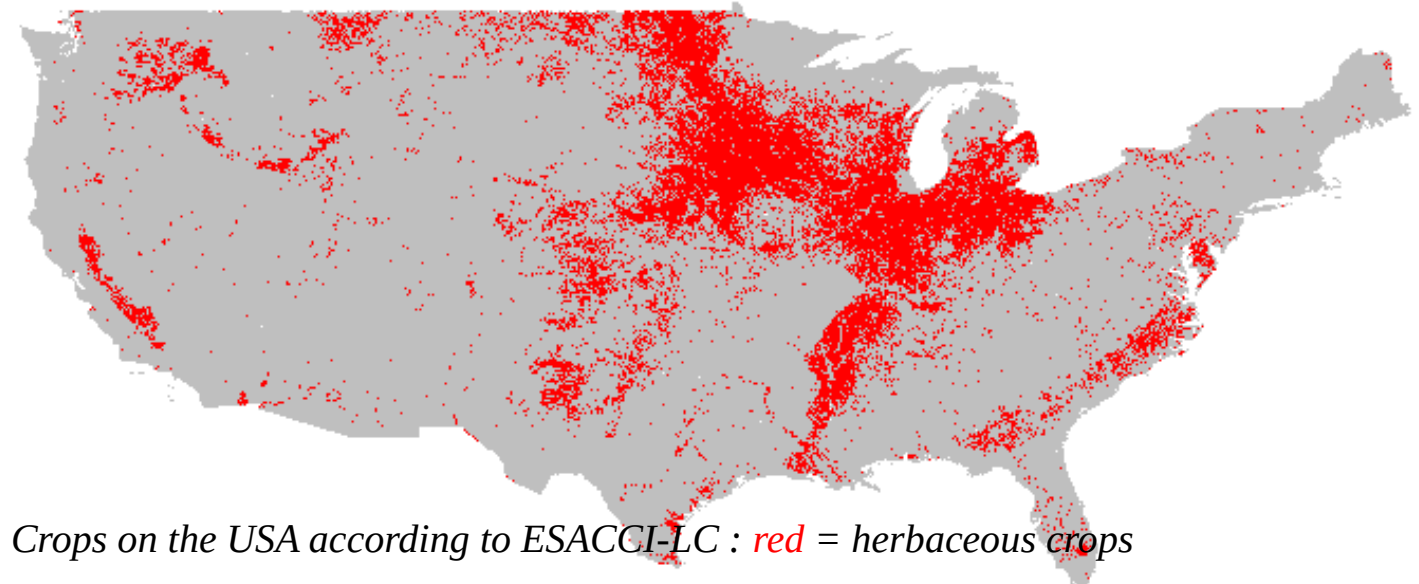 Crops on the USA according to ESACCI-LC : red = herbaceous crops